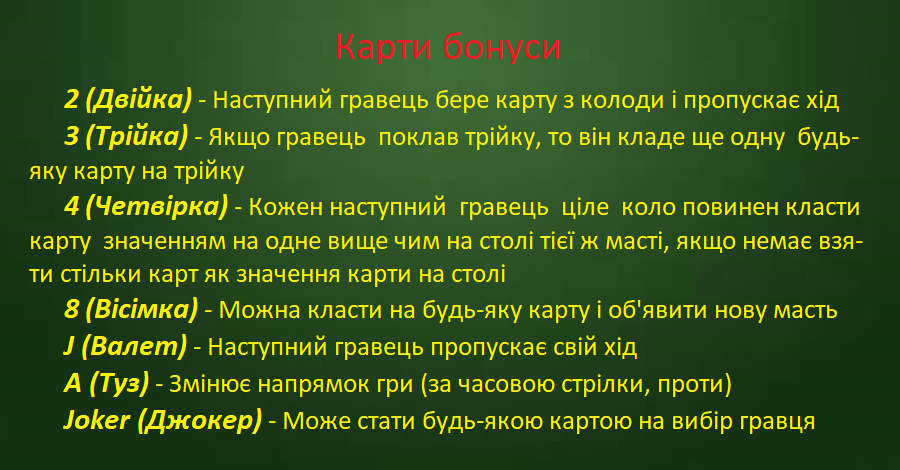 Карти бонуси
2 (Двійка) - Наступний гравець бере карту з колоди і пропускає хід
3 (Трійка) - Якщо гравець поклав трійку, то він кладе ще одну будь-
яку карту на трійку
4 (Четвірка) - Кожен наступний гравець ціле коло повинен класти
карту значенням на одне вище чим на столі тієї ж масті, якщо немає взя-
ти стільки карт як значення карти на столі
8 (Вісімка) - Можна класти на будь-яку карту і об'явити нову масть
J (Валет) - Наступний гравець пропускає свій хід
A (Туз) - Змінює напрямок гри (за часовою стрілки, проти)
Joker (Джокер) - Може стати будь-якою картою на вибір гравця